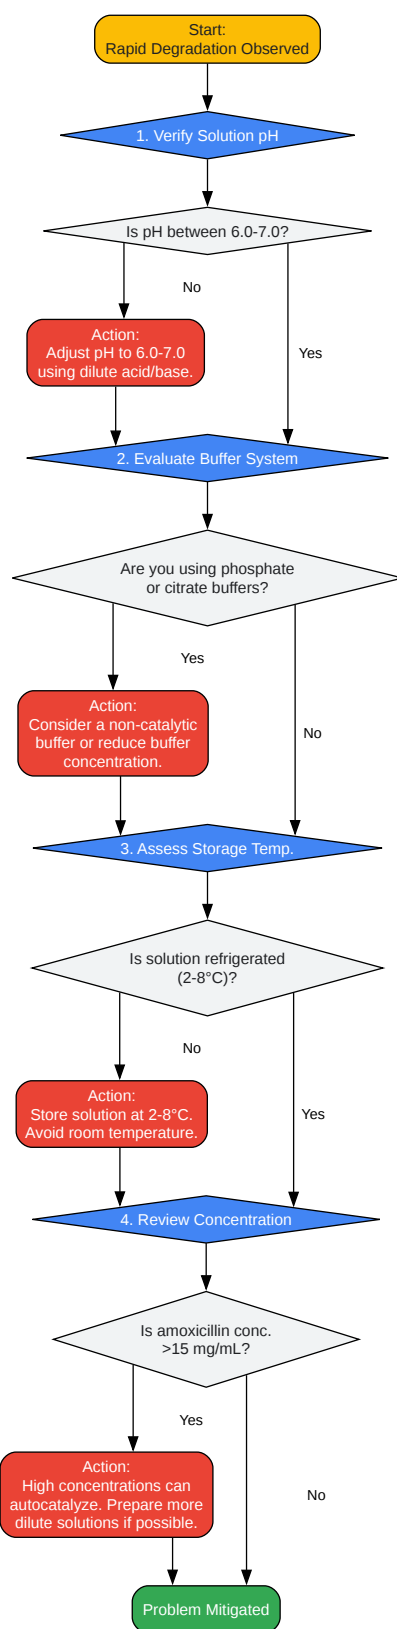 Start:
Rapid Degradation Observed
1. Verify Solution pH
Is pH between 6.0-7.0?
No
Action:
Adjust pH to 6.0-7.0
using dilute acid/base.
Yes
2. Evaluate Buffer System
Are you using phosphate
or citrate buffers?
Yes
Action:
Consider a non-catalytic
buffer or reduce buffer
concentration.
No
3. Assess Storage Temp.
Is solution refrigerated
(2-8°C)?
No
Action:
Store solution at 2-8°C.
Avoid room temperature.
Yes
4. Review Concentration
Is amoxicillin conc.
>15 mg/mL?
Yes
Action:
High concentrations can
autocatalyze. Prepare more
dilute solutions if possible.
No
Problem Mitigated